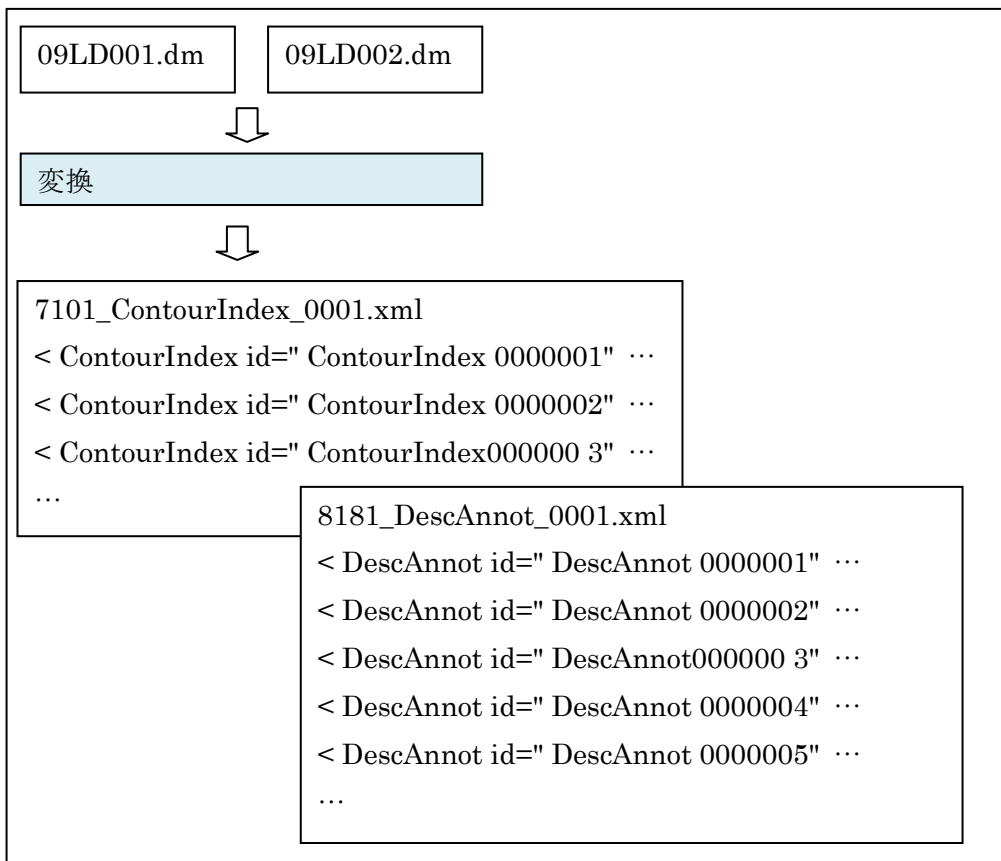 09LD001.dm
09LD002.dm
変換
7101_ContourIndex_0001.xml
< ContourIndex id=" ContourIndex 0000001" …
< ContourIndex id=" ContourIndex 0000002" …
< ContourIndex id=" ContourIndex000000 3" …
…
8181_DescAnnot_0001.xml
< DescAnnot id=" DescAnnot 0000001" …
< DescAnnot id=" DescAnnot 0000002" …
< DescAnnot id=" DescAnnot000000 3" …
< DescAnnot id=" DescAnnot 0000004" …
< DescAnnot id=" DescAnnot 0000005" …
…